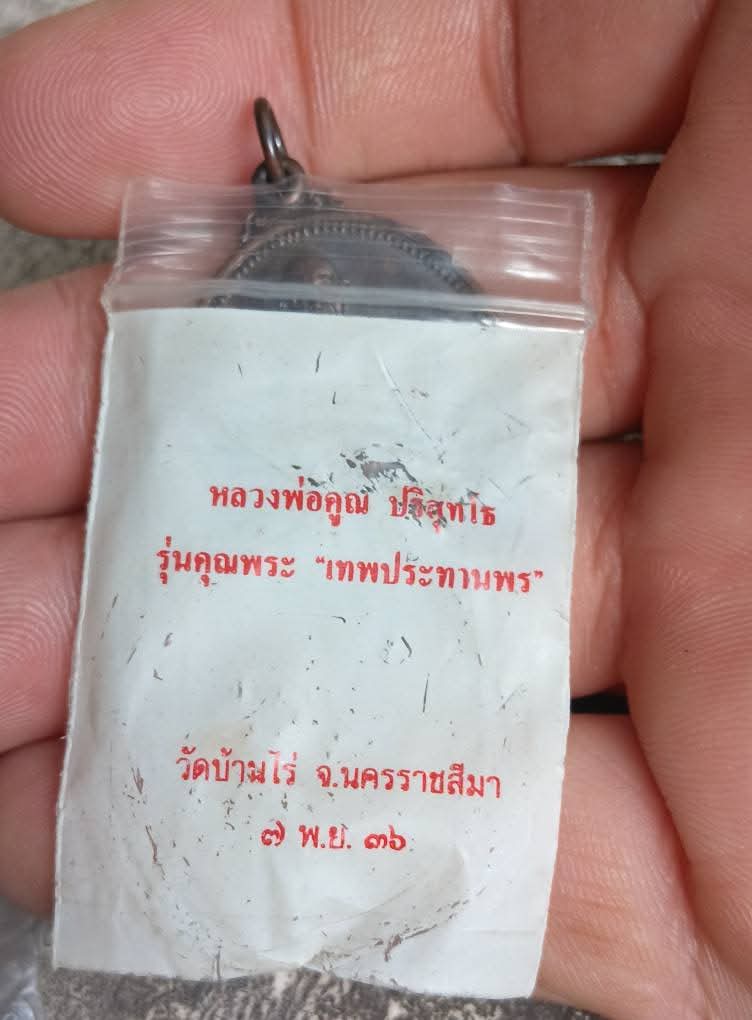 หลวงพ่อคูณ ปริสุทโธ
รุ่นคุณพระ "เทพประทานพร"
วัดบ้านไร่ จ.นครราชสีมา
๗ พ.ย. ๓๖